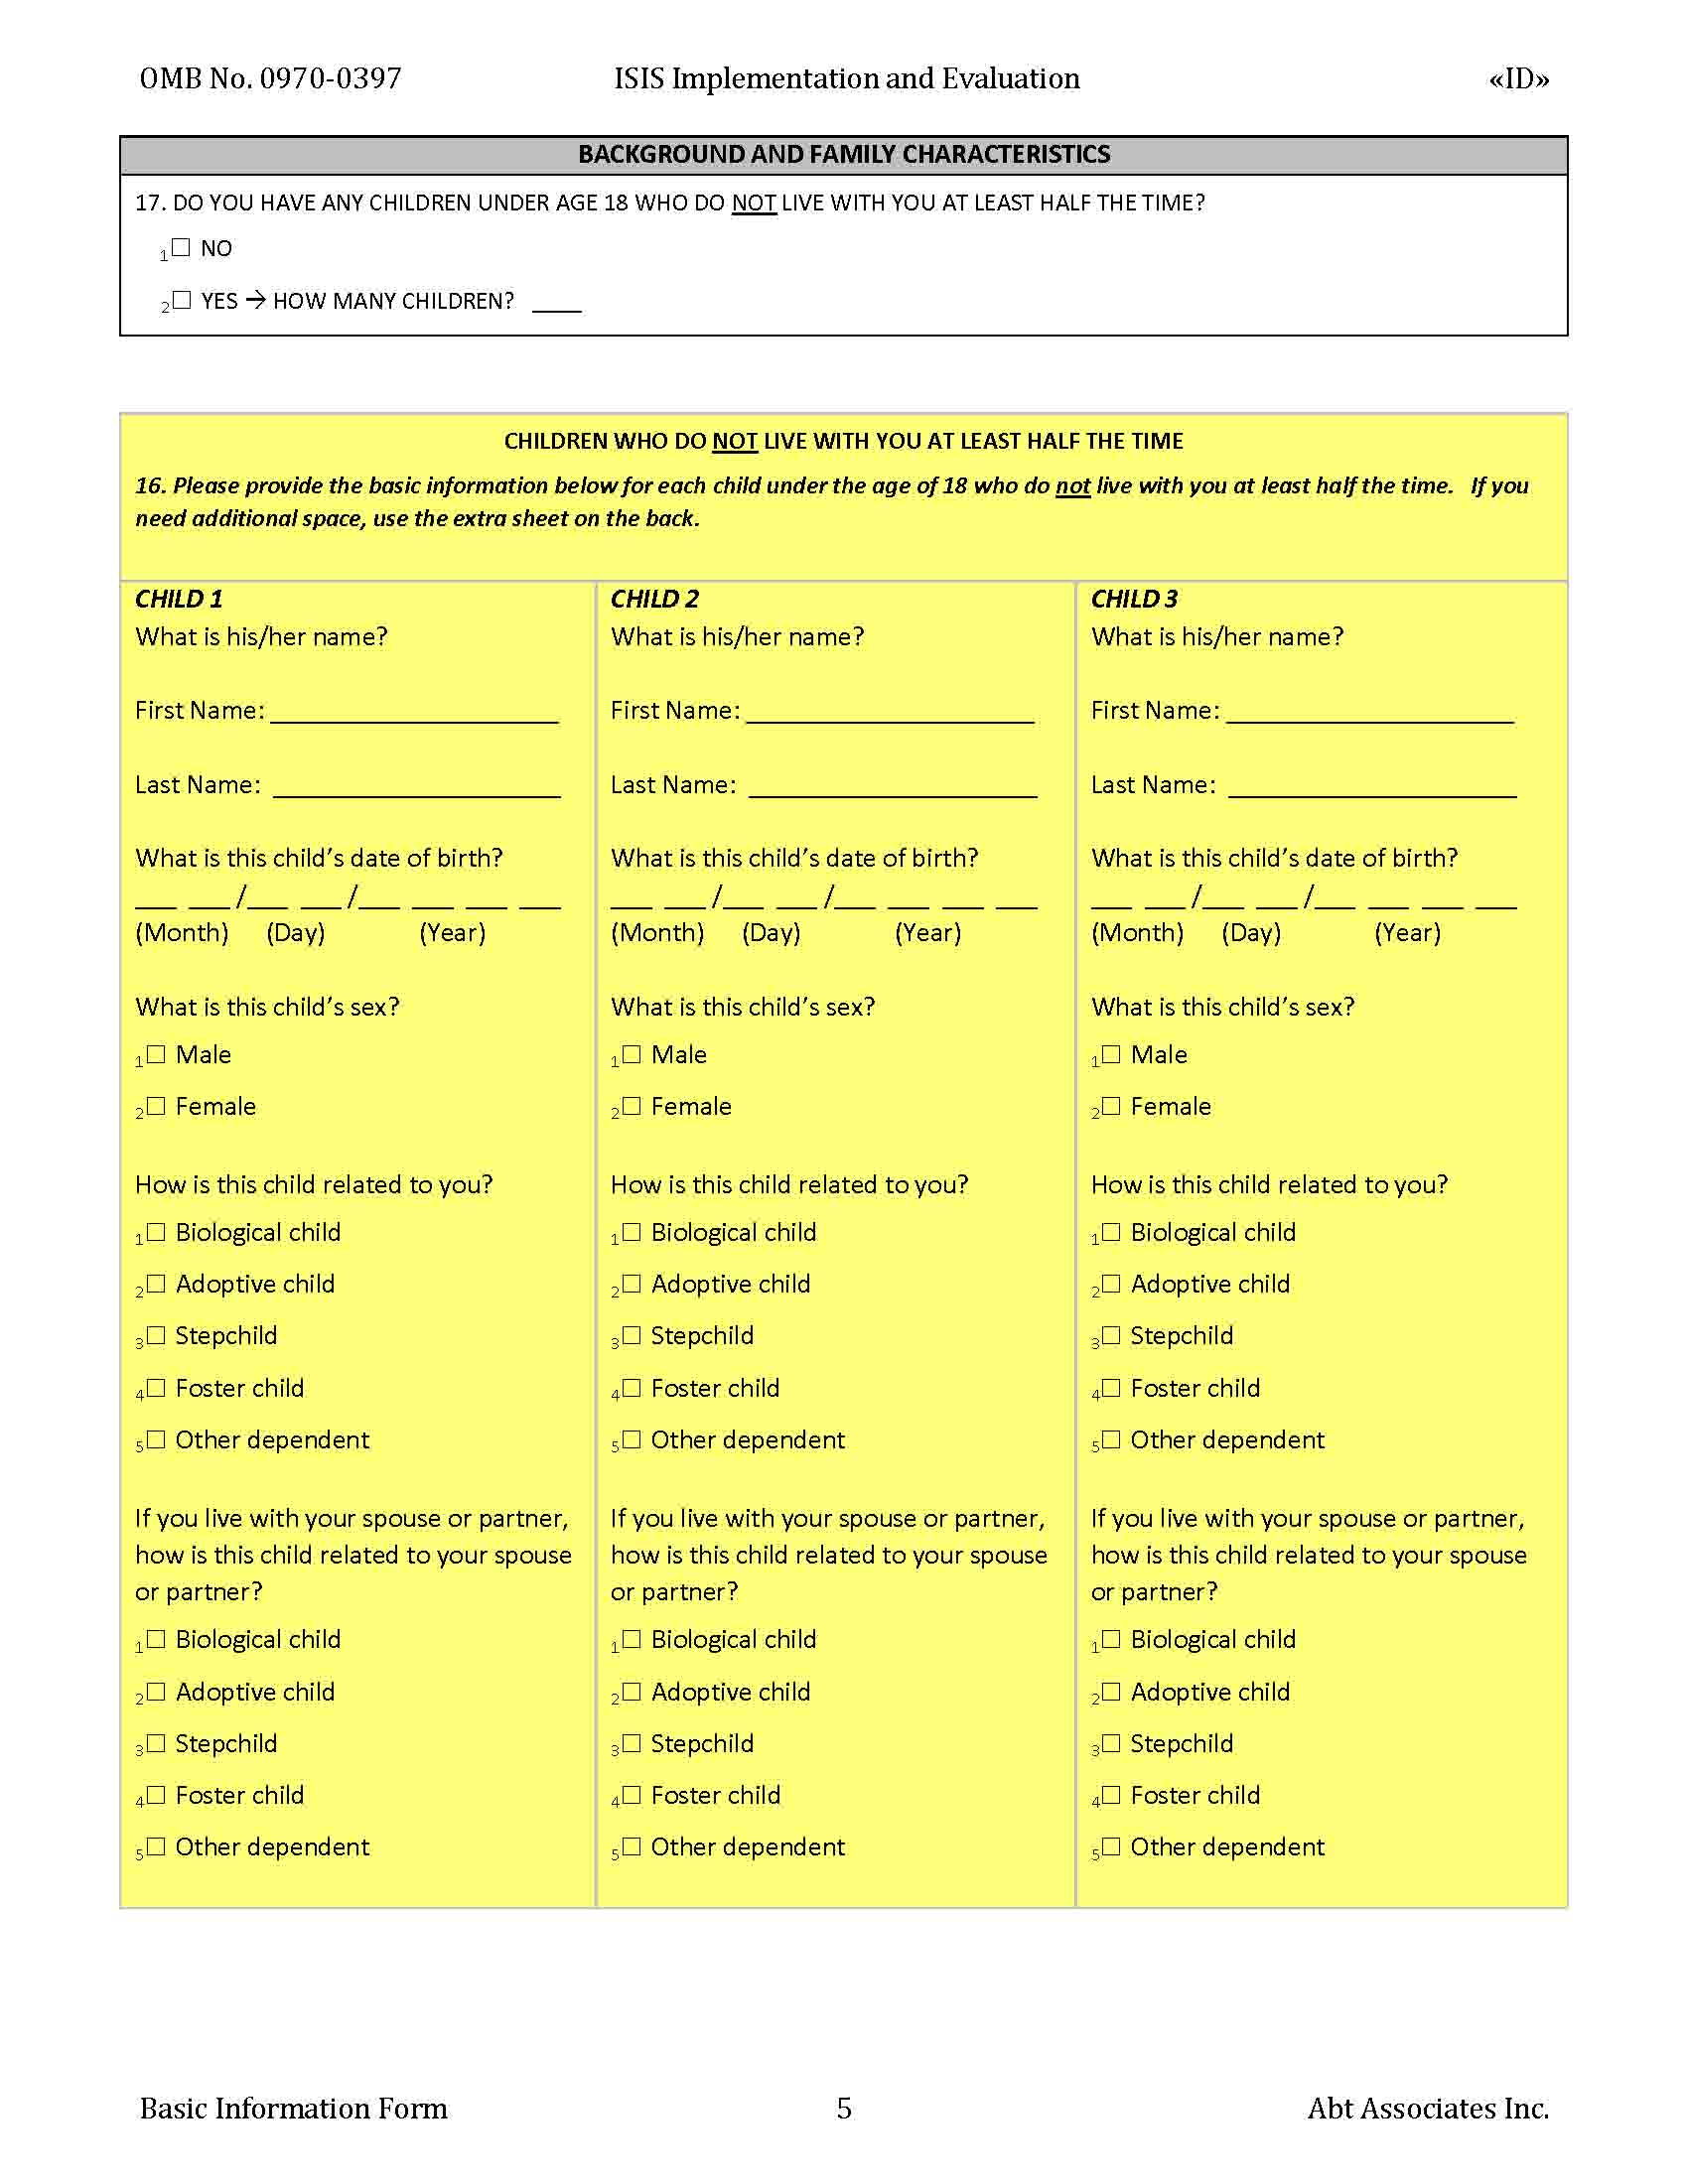 OMB No. 0970-0397 ISIS Implementation and Evaluation «ID»
BACKGROUND AND FAMILY CHARACTERISTICS
17. DO YOU HAVE ANY CHILDREN UNDER AGE 18 WHO DO NOT LIVE WITH YOU AT LEAST HALF THE TIME?
1□ NO
2□ YES → HOW MANY CHILDREN? ____
CHILDREN WHO DO NOT LIVE WITH YOU AT LEAST HALF THE TIME
16. Please provide the basic information below for each child under the age of 18 who do not live with you at least half the time. If you
need additional space, use the extra sheet on the back.
CHILD 1
What is his/her name?
First Name: ______________________
Last Name: ______________________
What is this child's date of birth?
___ ___ /___ ___ /___ ___ ___ ___
(Month) (Day) (Year)
What is this child's sex?
1□ Male
2□ Female
How is this child related to you?
1□ Biological child
2□ Adoptive child
3□ Stepchild
4□ Foster child
5□ Other dependent
If you live with your spouse or partner,
how is this child related to your spouse
or partner?
1□ Biological child
2□ Adoptive child
3□ Stepchild
4□ Foster child
5□ Other dependent
CHILD 2
What is his/her name?
First Name: ______________________
Last Name: ______________________
What is this child's date of birth?
___ ___ /___ ___ /___ ___ ___ ___
(Month) (Day) (Year)
What is this child's sex?
1□ Male
2□ Female
How is this child related to you?
1□ Biological child
2□ Adoptive child
3□ Stepchild
4□ Foster child
5□ Other dependent
If you live with your spouse or partner,
how is this child related to your spouse
or partner?
1□ Biological child
2□ Adoptive child
3□ Stepchild
4□ Foster child
5□ Other dependent
CHILD 3
What is his/her name?
First Name: ______________________
Last Name: ______________________
What is this child's date of birth?
___ ___ /___ ___ /___ ___ ___ ___
(Month) (Day) (Year)
What is this child's sex?
1□ Male
2□ Female
How is this child related to you?
1□ Biological child
2□ Adoptive child
3□ Stepchild
4□ Foster child
5□ Other dependent
If you live with your spouse or partner,
how is this child related to your spouse
or partner?
1□ Biological child
2□ Adoptive child
3□ Stepchild
4□ Foster child
5□ Other dependent
Basic Information Form 5 Abt Associates Inc.